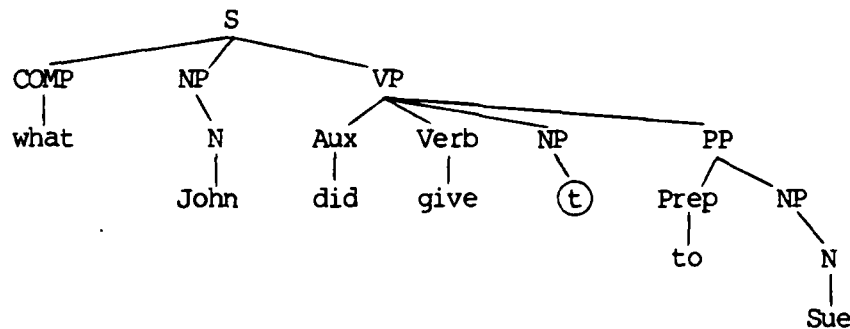 S
COMP NP VP
what N Aux Verb NP PP
John did give t Prep NP
to N
Sue